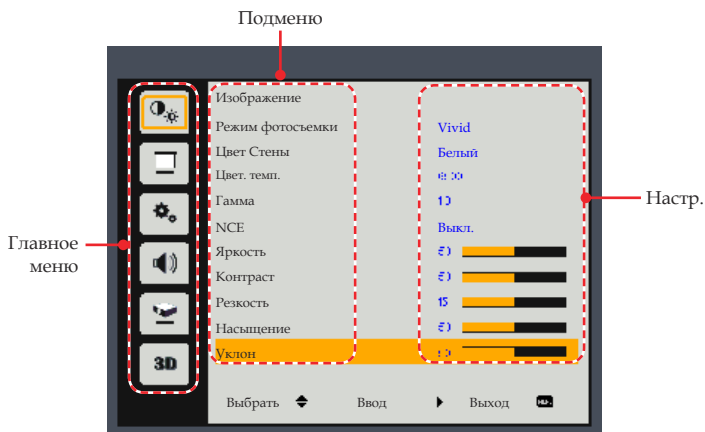 Подменю
Изображение
Режим фотосъемки Vivid
Цвет Стены Белый
Цвет. темп.
Гамма
NCE Выкл.
Яркость
Контраст
Резкость 15
Насыщение
Уклон
Настр.
Главное
меню
3D
Выбрать Ввод Выход